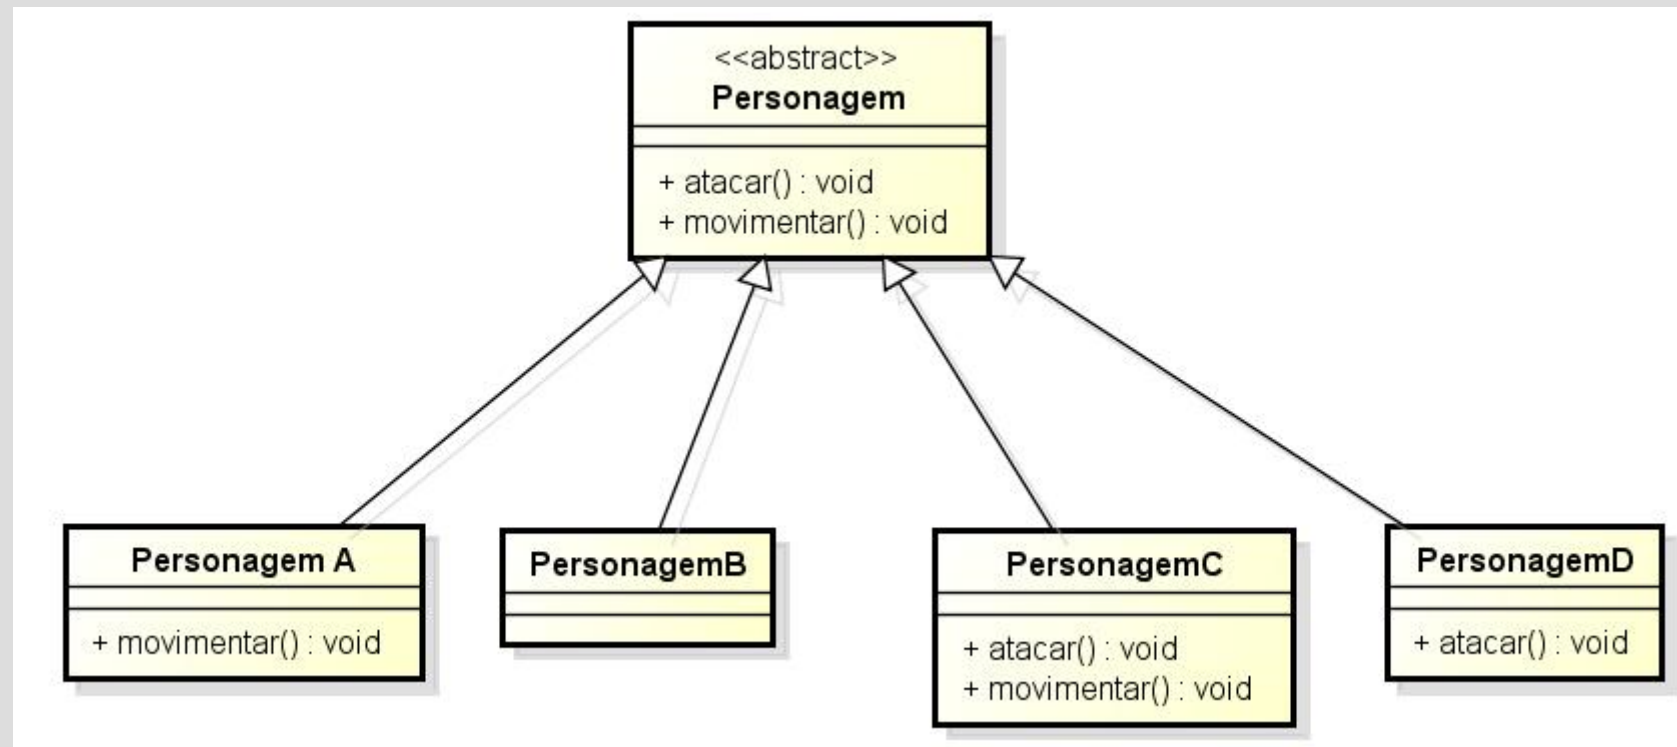 <<abstract>>
Personagem
+ atacar() : void
+ movimentar() : void
Personagem A
+ movimentar() : void
PersonagemB
PersonagemC
+ atacar() : void
+ movimentar() : void
PersonagemD
+ atacar() : void